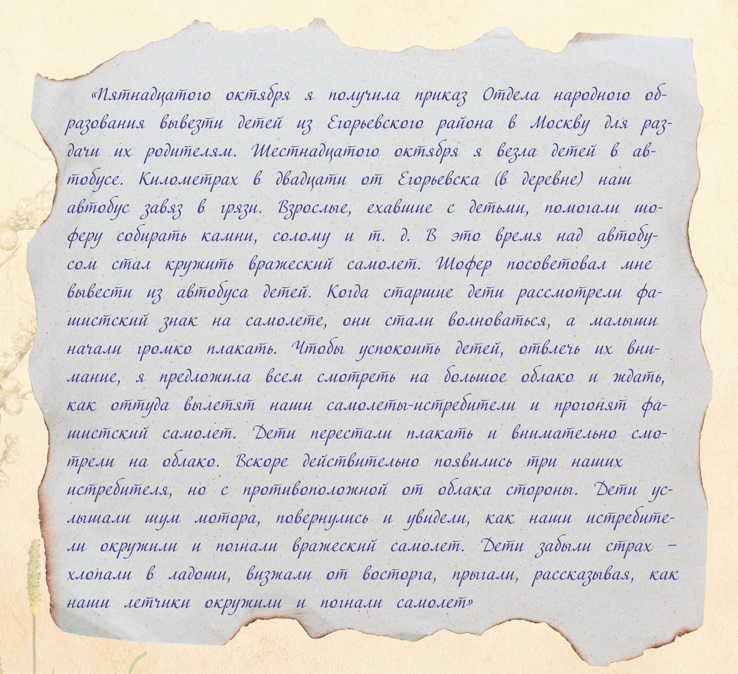 «Пятнадцатого октября я получила приказ Отдела народного об-
разования вывезти детей из Егорьевского района в Москву для раз-
дачи их родителям. Шестнадцатого октября я везла детей в ав-
тобусе. Километрах в двадцати от Егорьевска (в деревне) наш
автобус завяз в грязи. Взрослые, ехавшие с детьми, помогали шо-
феру собирать камни, солому и т. д. В это время над автобу-
сом стал кружить вражеский самолет. Шофер посоветовал мне
вывести из автобуса детей. Когда старшие дети рассмотрели фа-
шистский знак на самолете, они стали волноваться, а малыши
начали громко плакать. Чтобы успокоить детей, отвлечь их вни-
мание, я предложила всем смотреть на большое облако и ждать,
как оттуда вылетят наши самолеты-истребители и прогонят фа-
шистский самолет. Дети перестали плакать и внимательно смо-
трели на облако. Вскоре действительно появились три наших
истребителя, но с противоположной от облака стороны. Дети ус-
лышали шум мотора, повернулись и увидели, как наши истребите-
ли окружили и погнали вражеский самолет. Дети забыли страх –
хлопали в ладоши, визжали от восторга, прыгали, рассказывая, как
наши летчики окружили и погнали самолет»